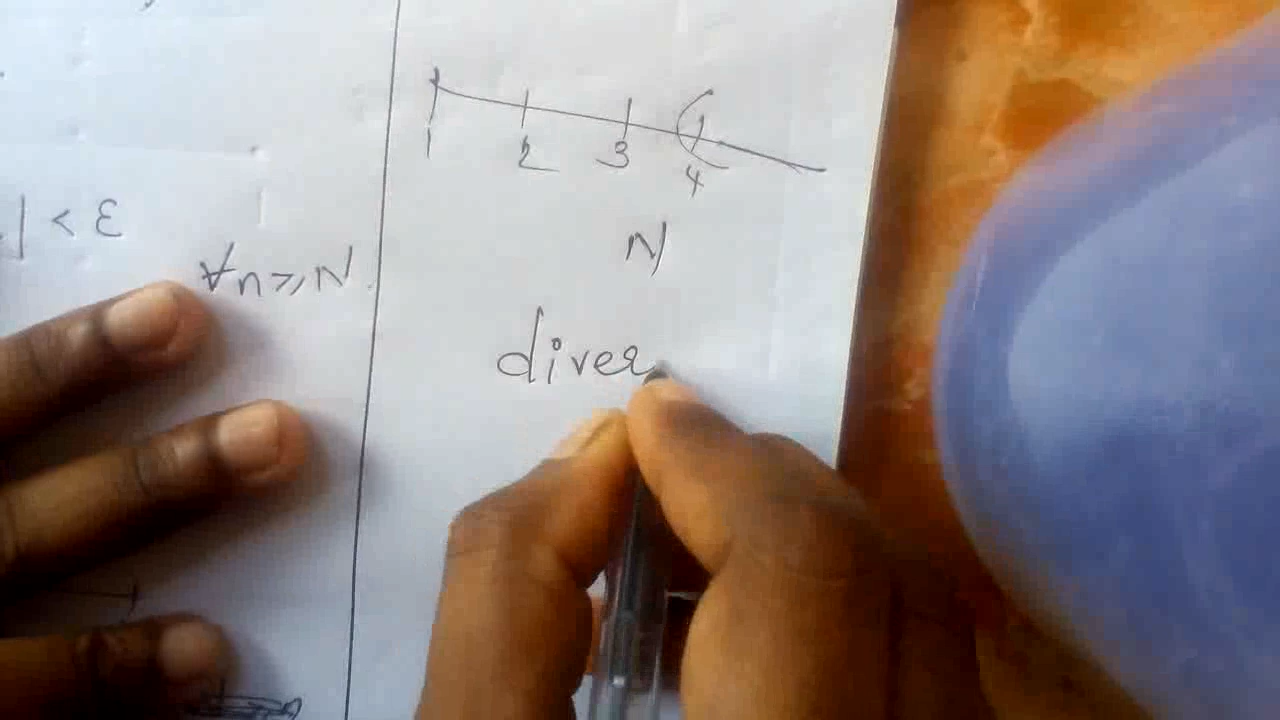 | < ε
∀n ≥ N
1 2 3 4
N
diver